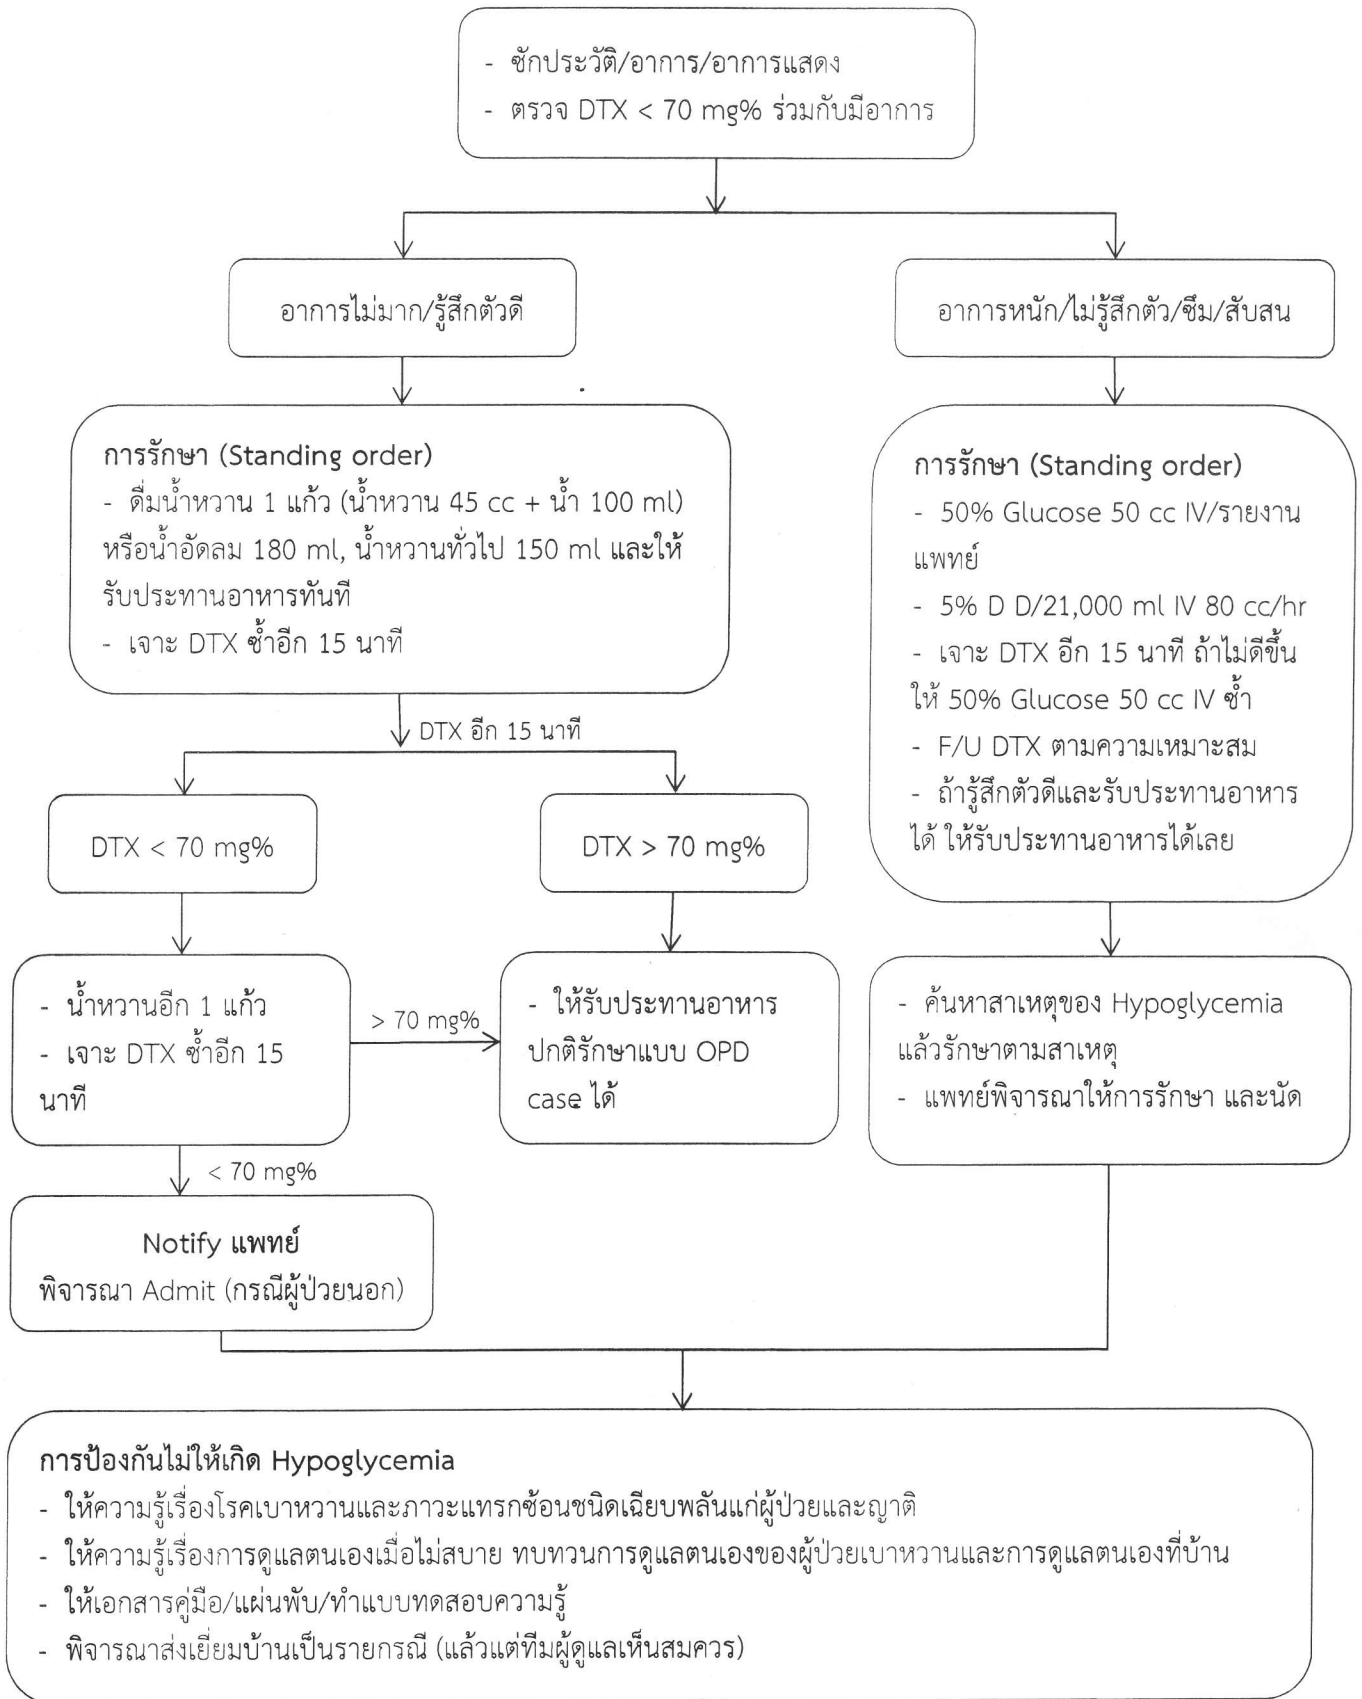 - ซักประวัติ/อาการ/อาการแสดง
- ตรวจ DTX < 70 mg% ร่วมกับมีอาการ
อาการไม่มาก/รู้สึกตัวดี
อาการหนัก/ไม่รู้สึกตัว/ซึม/สับสน
การรักษา (Standing order)
- ดื่มน้ำหวาน 1 แก้ว (น้ำหวาน 45 cc + น้ำ 100 ml)
หรือน้ำอัดลม 180 ml, น้ำหวานทั่วไป 150 ml และให้
รับประทานอาหารทันที
- เจาะ DTX ซ้ำอีก 15 นาที
การรักษา (Standing order)
- 50% Glucose 50 cc IV/รายงาน
แพทย์
- 5% D D/21,000 ml IV 80 cc/hr
- เจาะ DTX อีก 15 นาที ถ้าไม่ดีขึ้น
ให้ 50% Glucose 50 cc IV ซ้ำ
- F/U DTX ตามความเหมาะสม
- ถ้ารู้สึกตัวดีและรับประทานอาหาร
ได้ ให้รับประทานอาหารได้เลย
DTX อีก 15 นาที
DTX < 70 mg%
DTX > 70 mg%
- น้ำหวานอีก 1 แก้ว
- เจาะ DTX ซ้ำอีก 15
นาที
> 70 mg%
- ให้รับประทานอาหาร
ปกติรักษาแบบ OPD
case ได้
- ค้นหาสาเหตุของ Hypoglycemia
แล้วรักษาตามสาเหตุ
- แพทย์พิจารณาให้การรักษา และนัด
< 70 mg%
Notify แพทย์
พิจารณา Admit (กรณีผู้ป่วยนอก)
การป้องกันไม่ให้เกิด Hypoglycemia
- ให้ความรู้เรื่องโรคเบาหวานและภาวะแทรกซ้อนชนิดเฉียบพลันแก่ผู้ป่วยและญาติ
- ให้ความรู้เรื่องการดูแลตนเองเมื่อไม่สบาย ทบทวนการดูแลตนเองของผู้ป่วยเบาหวานและการดูแลตนเองที่บ้าน
- ให้เอกสารคู่มือ/แผ่นพับ/ทำแบบทดสอบความรู้
- พิจารณาส่งเยี่ยมบ้านเป็นรายกรณี (แล้วแต่ทีมผู้ดูแลเห็นสมควร)